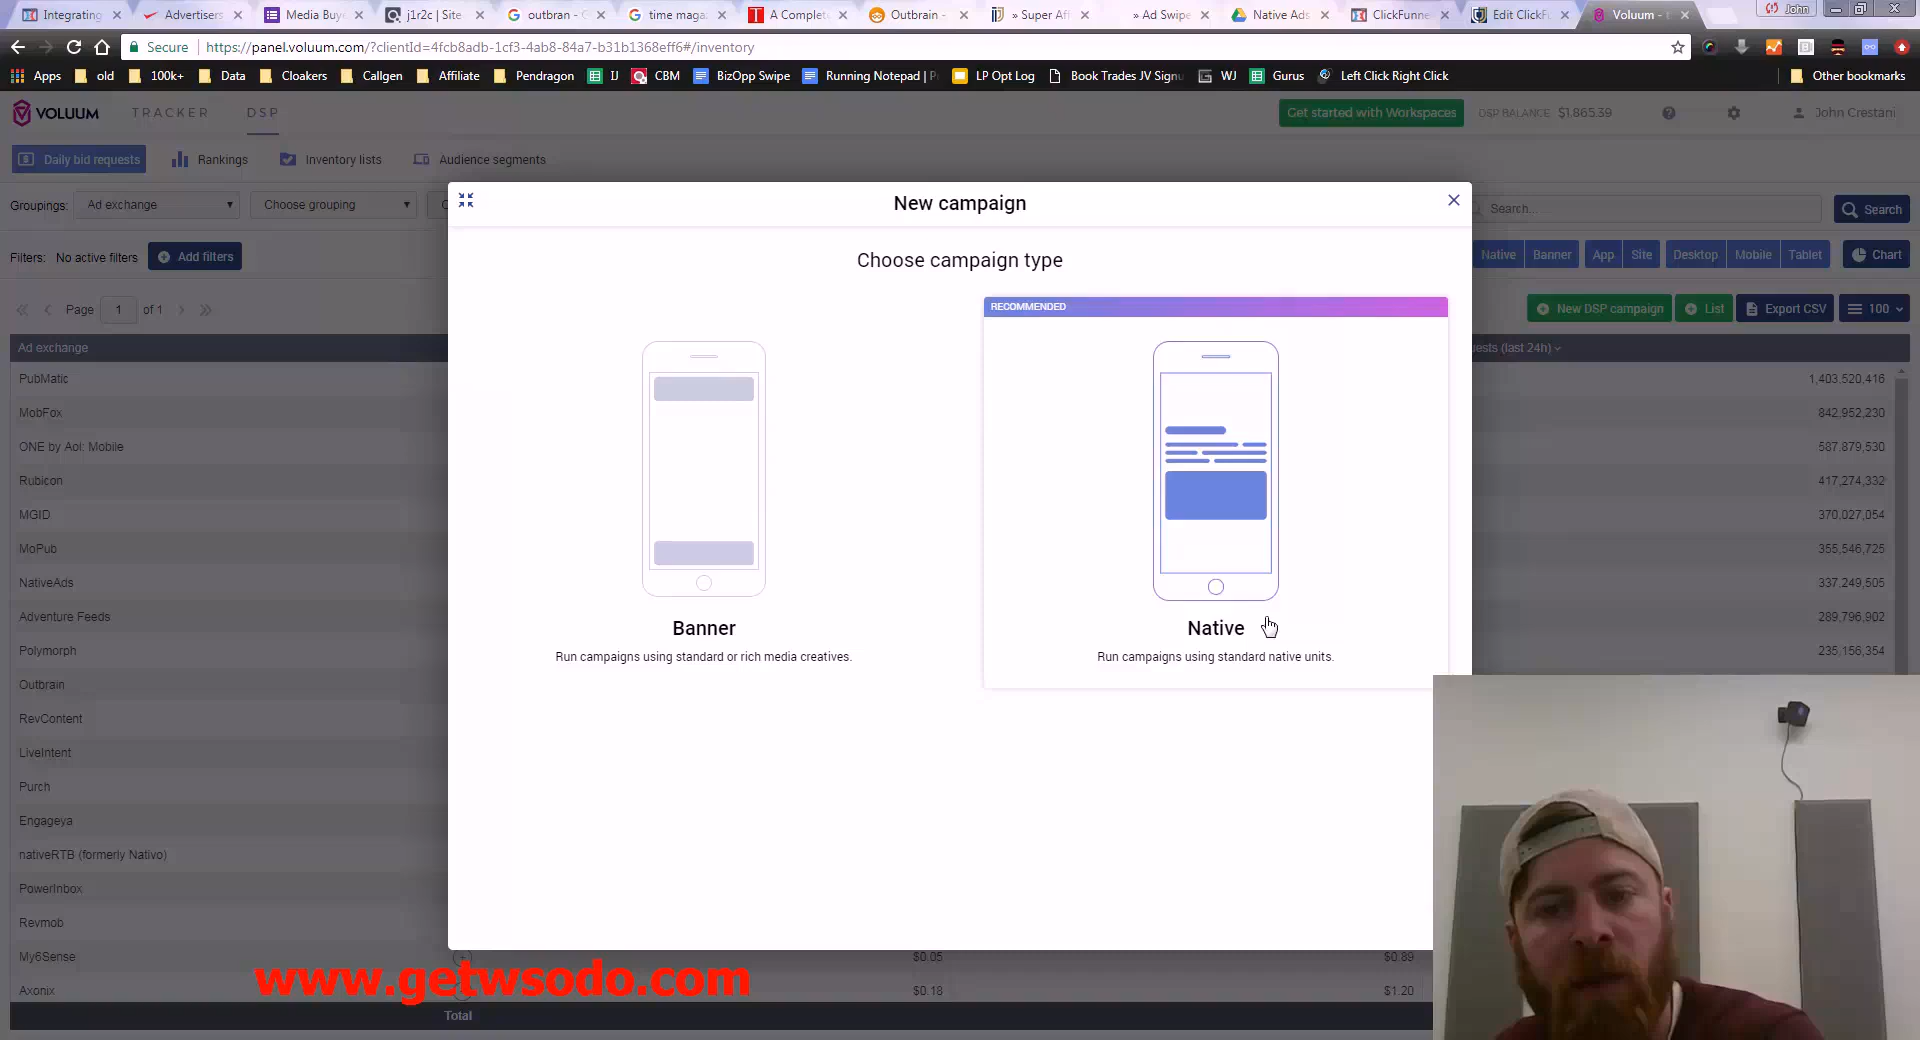 Integrating
Advertisers
Media Buye
j1r2c | Site
outbran - G
time maga
A Complet
Outbrain -
» Super Af
» Ad Swipe
Native Ads
ClickFunne
Edit ClickF
Voluum -
John
Secure
https://panel.voluum.com/?clientId=4fcb8adb-1cf3-4ab8-84a7-b31b1368eff6#/inventory
Apps
old
100k+
Data
Cloakers
Callgen
Affiliate
Pendragon
IJ
CBM
BizOpp Swipe
Running Notepad | P
LP Opt Log
Book Trades JV Signu
WJ
Gurus
Left Click Right Click
Other bookmarks
VOLUUM
TRACKER
DSP
Get started with Workspaces
DSP BALANCE $1,865.39
John Crestani
Daily bid requests
Rankings
Inventory lists
Audience segments
Groupings:
Ad exchange
Choose grouping
Search...
Search
Filters:
No active filters
Add filters
Native
Banner
App
Site
Desktop
Mobile
Tablet
Chart
Page
1
of 1
New DSP campaign
List
Export CSV
100
Ad exchange
ests (last 24h)
PubMatic
1,403,520,416
MobFox
842,952,230
ONE by Aol: Mobile
587,879,530
Rubicon
417,274,332
MGID
370,027,054
MoPub
355,546,725
NativeAds
337,249,505
Adventure Feeds
289,796,902
Polymorph
235,156,354
Outbrain
RevContent
LiveIntent
Purch
Engageya
nativeRTB (formerly Nativo)
PowerInbox
Revmob
My6Sense
$0.05
$0.89
Axonix
$0.18
$1.20
Total
New campaign
Choose campaign type
Banner
Run campaigns using standard or rich media creatives.
RECOMMENDED
Native
Run campaigns using standard native units.
www.getwsodo.com